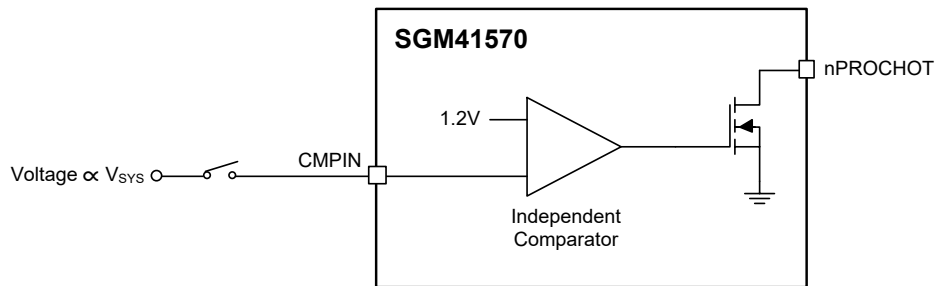 SGM41570
nPROCHOT
1.2V
CMPIN
Voltage ∝ VSYS
Independent
Comparator